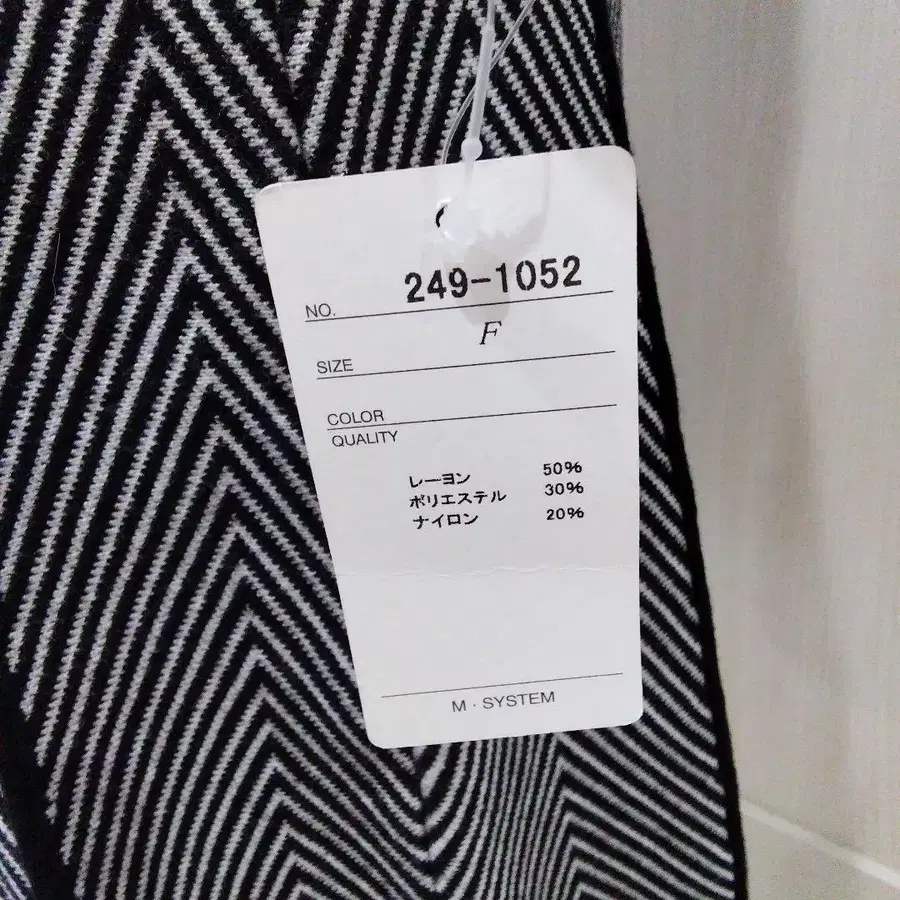 NO. 249-1052
SIZE F
COLOR
QUALITY
レーヨン 50%
ポリエステル 30%
ナイロン 20%
M・SYSTEM